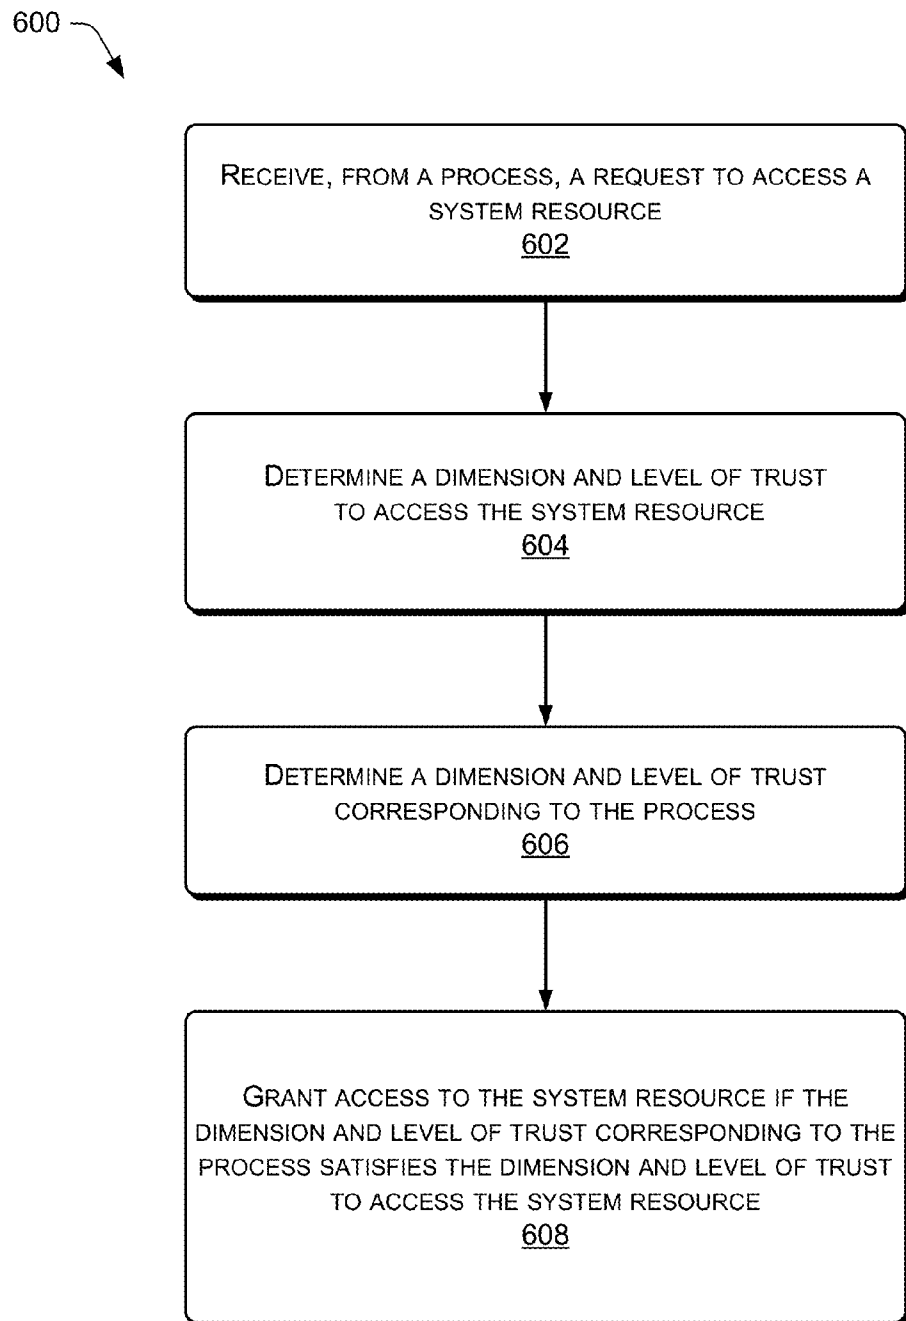 600
RECEIVE, FROM A PROCESS, A REQUEST TO ACCESS A
SYSTEM RESOURCE
602
DETERMINE A DIMENSION AND LEVEL OF TRUST
TO ACCESS THE SYSTEM RESOURCE
604
DETERMINE A DIMENSION AND LEVEL OF TRUST
CORRESPONDING TO THE PROCESS
606
GRANT ACCESS TO THE SYSTEM RESOURCE IF THE
DIMENSION AND LEVEL OF TRUST CORRESPONDING TO THE
PROCESS SATISFIES THE DIMENSION AND LEVEL OF TRUST
TO ACCESS THE SYSTEM RESOURCE
608